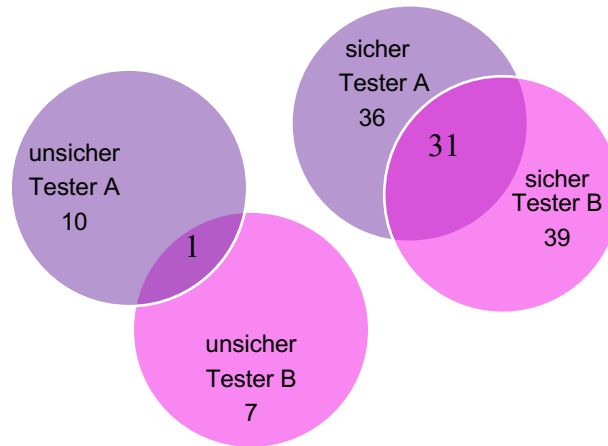 unsicher
Tester A
10
1
unsicher
Tester B
7
sicher
Tester A
36
31
sicher
Tester B
39